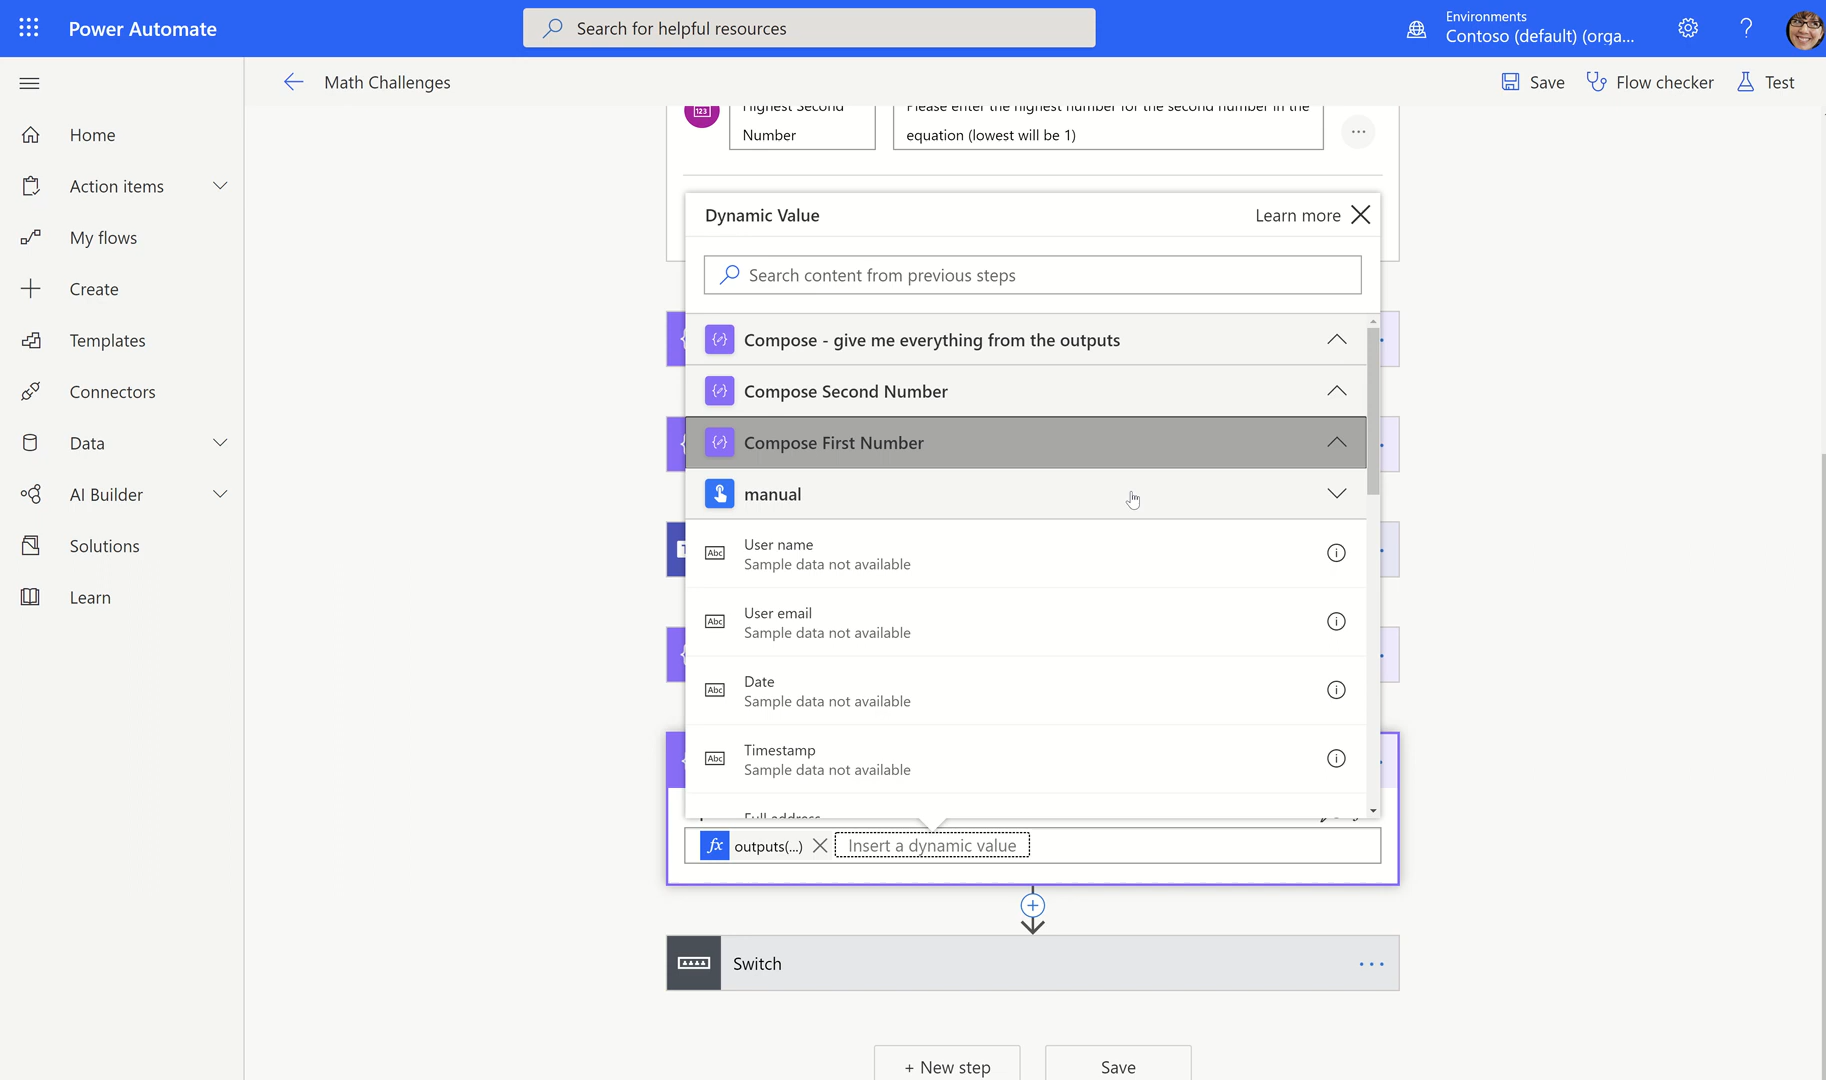 Power Automate
Search for helpful resources
Environments
Contoso (default) (orga...
Math Challenges
Save
Flow checker
Test
Home
Action items
My flows
Create
Templates
Connectors
Data
AI Builder
Solutions
Learn
123
Highest Second
Number
Please enter the highest number for the second number in the
equation (lowest will be 1)
Dynamic Value
Learn more
Search content from previous steps
Compose - give me everything from the outputs
Compose Second Number
Compose First Number
manual
Abc
User name
Sample data not available
Abc
User email
Sample data not available
Abc
Date
Sample data not available
Abc
Timestamp
Sample data not available
Full address
fx
outputs(...)
Insert a dynamic value
Switch
+ New step
Save